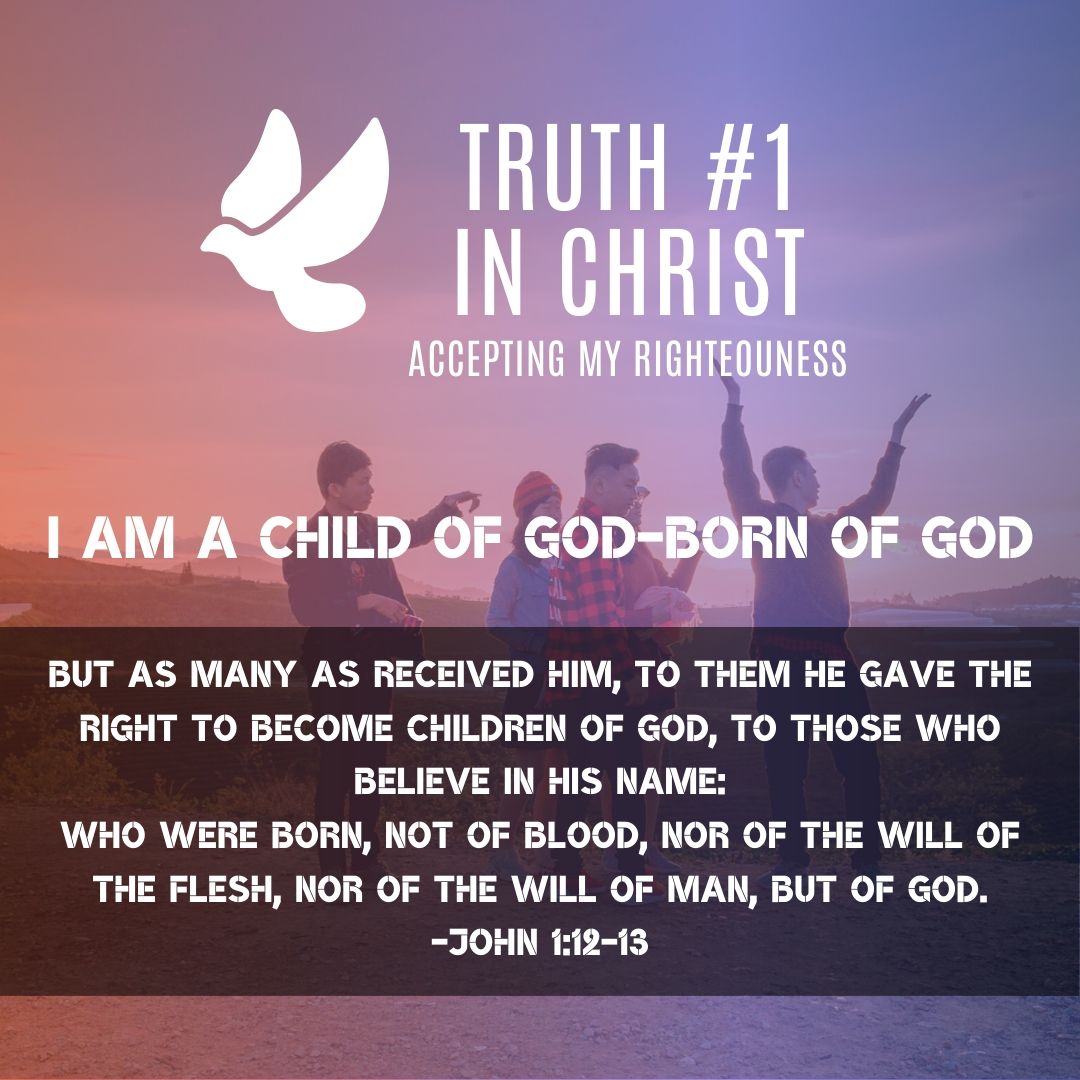 TRUTH #1
IN CHRIST
ACCEPTING MY RIGHTEOUNESS
I AM A CHILD OF GOD-BORN OF GOD
BUT AS MANY AS RECEIVED HIM, TO THEM HE GAVE THE
RIGHT TO BECOME CHILDREN OF GOD, TO THOSE WHO
BELIEVE IN HIS NAME:
WHO WERE BORN, NOT OF BLOOD, NOR OF THE WILL OF
THE FLESH, NOR OF THE WILL OF MAN, BUT OF GOD.
-JOHN 1:12-13